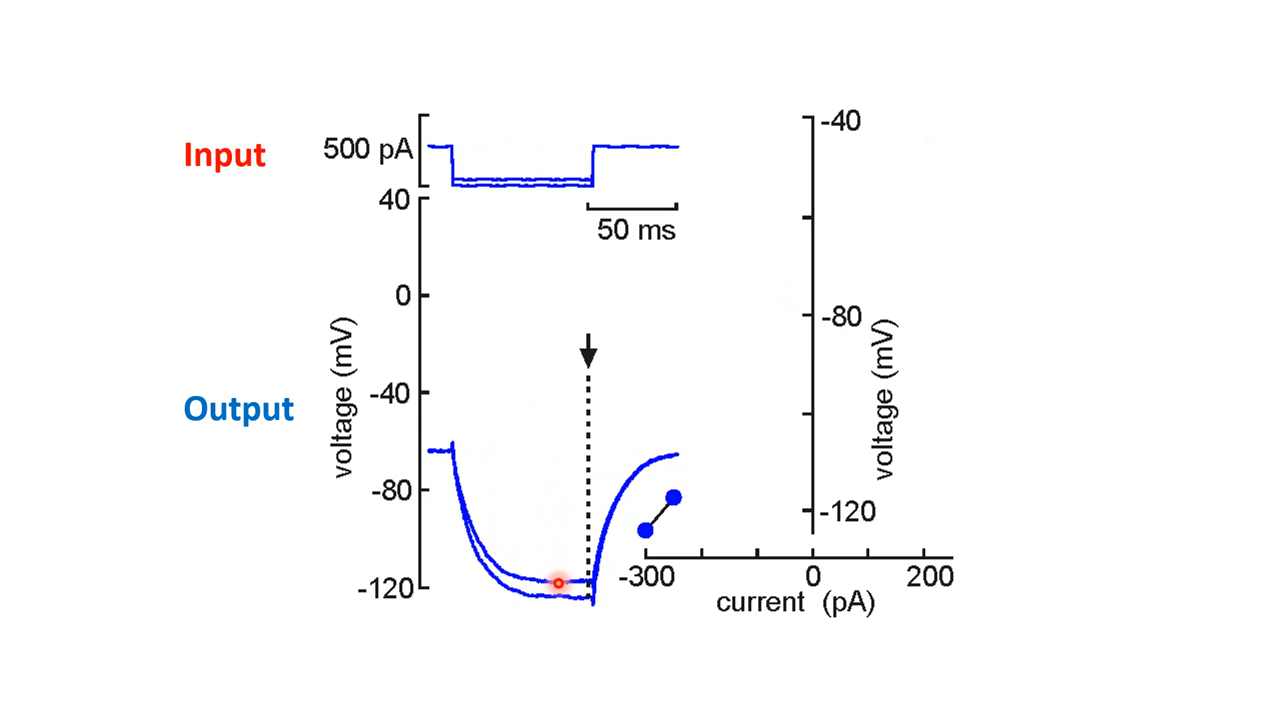 Input
500 pA
40
50 ms
0
-40
-80
-120
voltage (mV)
Output
-40
-80
-120
voltage (mV)
-300
0
200
current (pA)